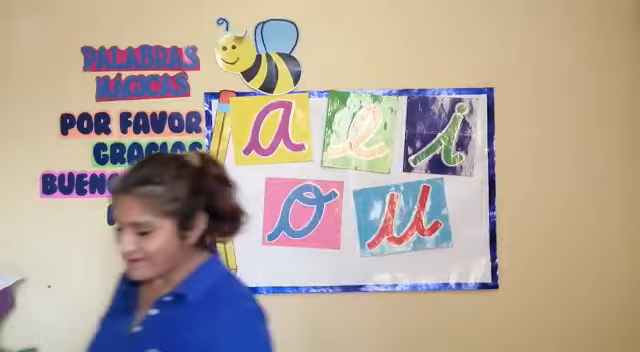 PALABRAS
MÁGICAS
POR FAVOR
GRACIAS
a e i
o u